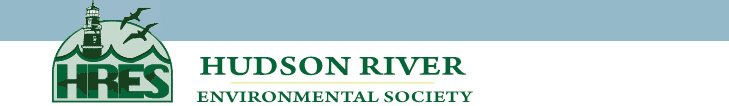 HRES
HUDSON RIVER
ENVIRONMENTAL SOCIETY